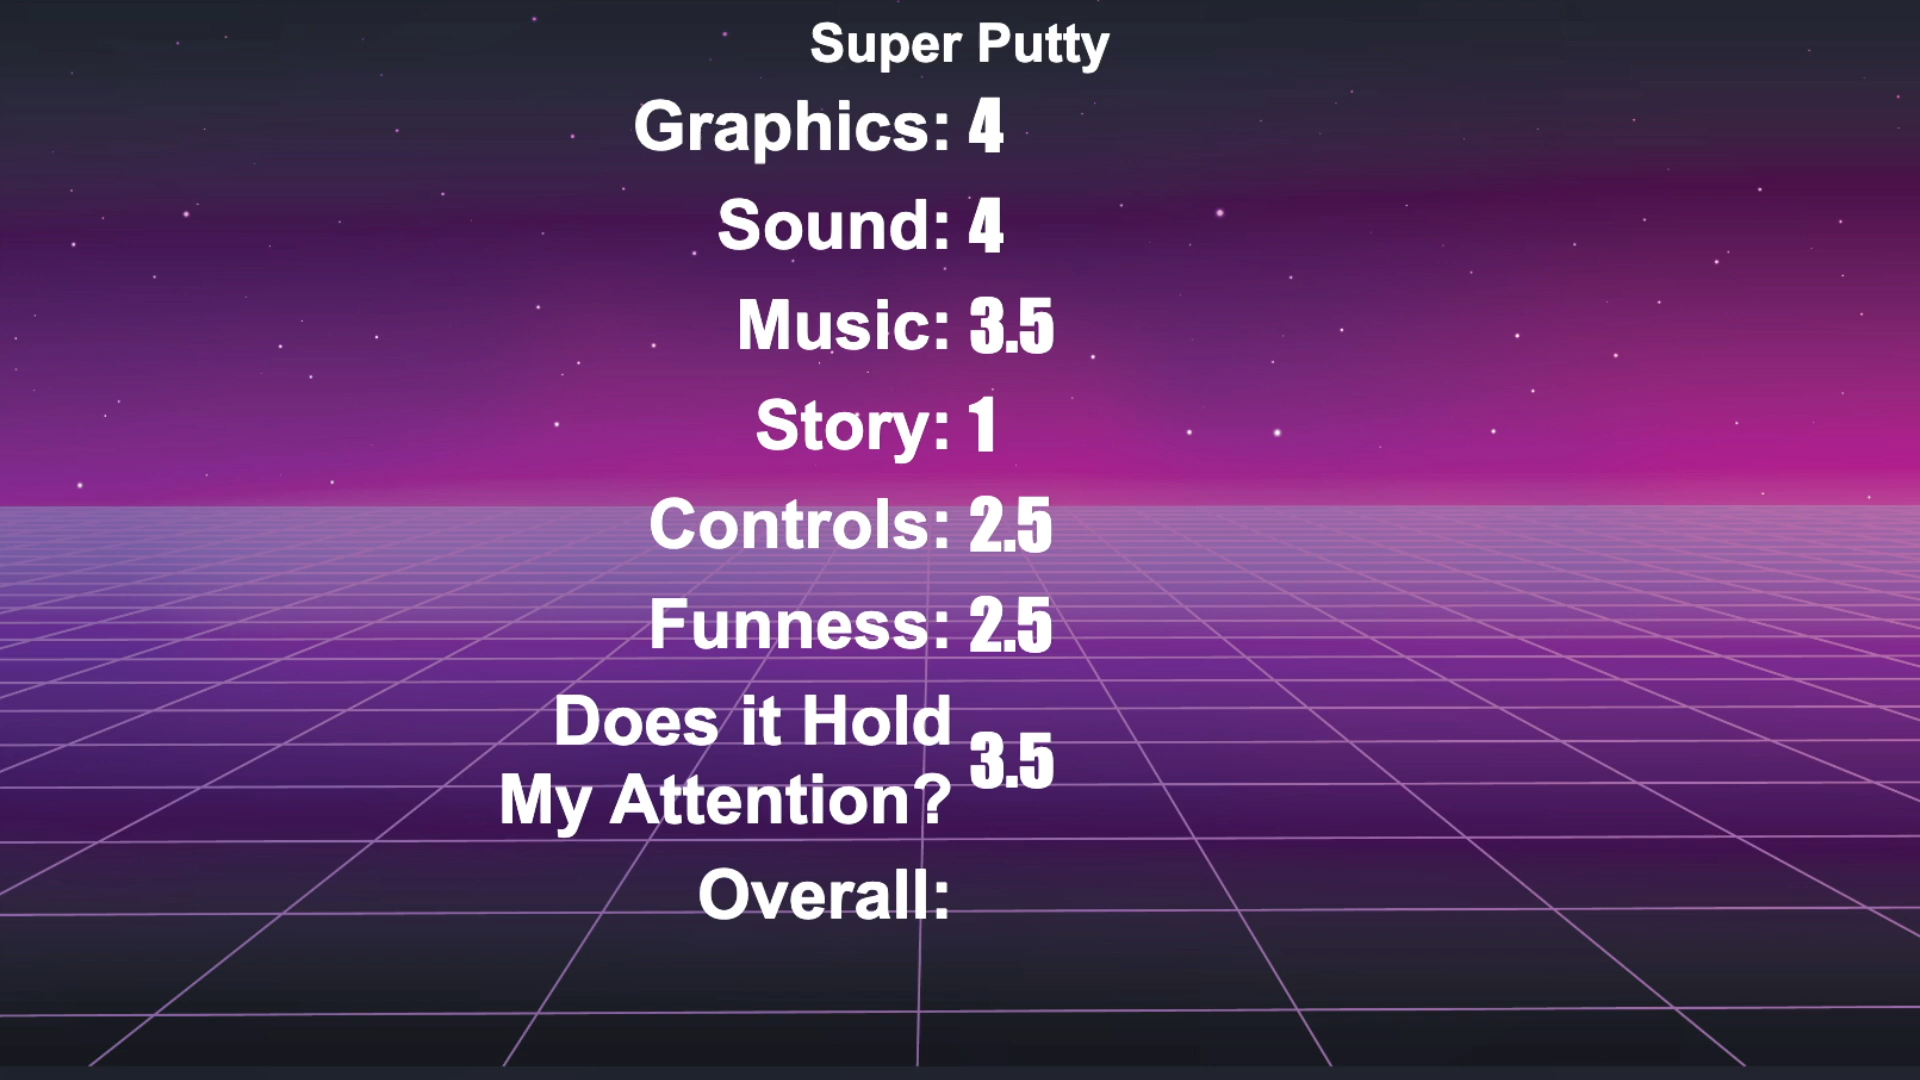 Super Putty
Graphics: 4
Sound: 4
Music: 3.5
Story: 1
Controls: 2.5
Funness: 2.5
Does it Hold
My Attention? 3.5
Overall: